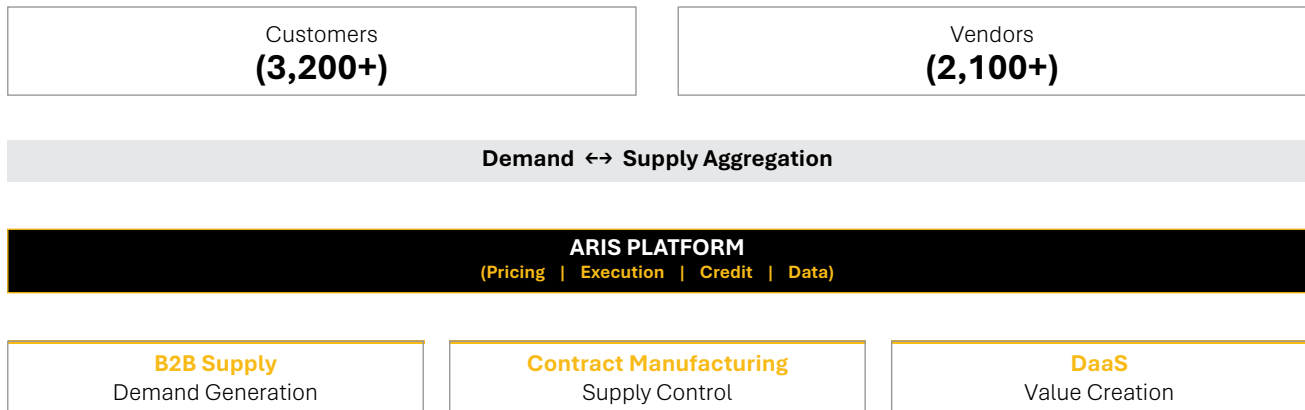 Customers
(3,200+)
Vendors
(2,100+)
Demand ↔ Supply Aggregation
ARIS PLATFORM
(Pricing | Execution | Credit | Data)
B2B Supply
Demand Generation
Contract Manufacturing
Supply Control
DaaS
Value Creation